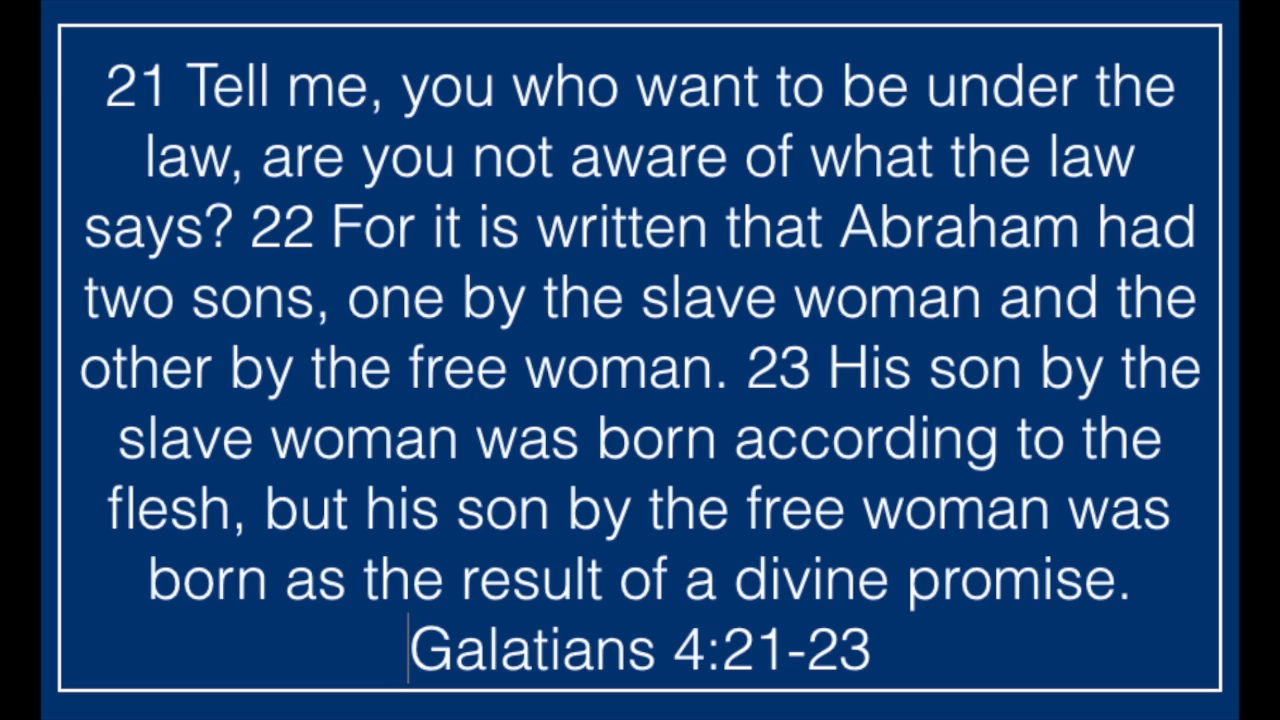 21 Tell me, you who want to be under the
law, are you not aware of what the law
says? 22 For it is written that Abraham had
two sons, one by the slave woman and the
other by the free woman. 23 His son by the
slave woman was born according to the
flesh, but his son by the free woman was
born as the result of a divine promise.
Galatians 4:21-23